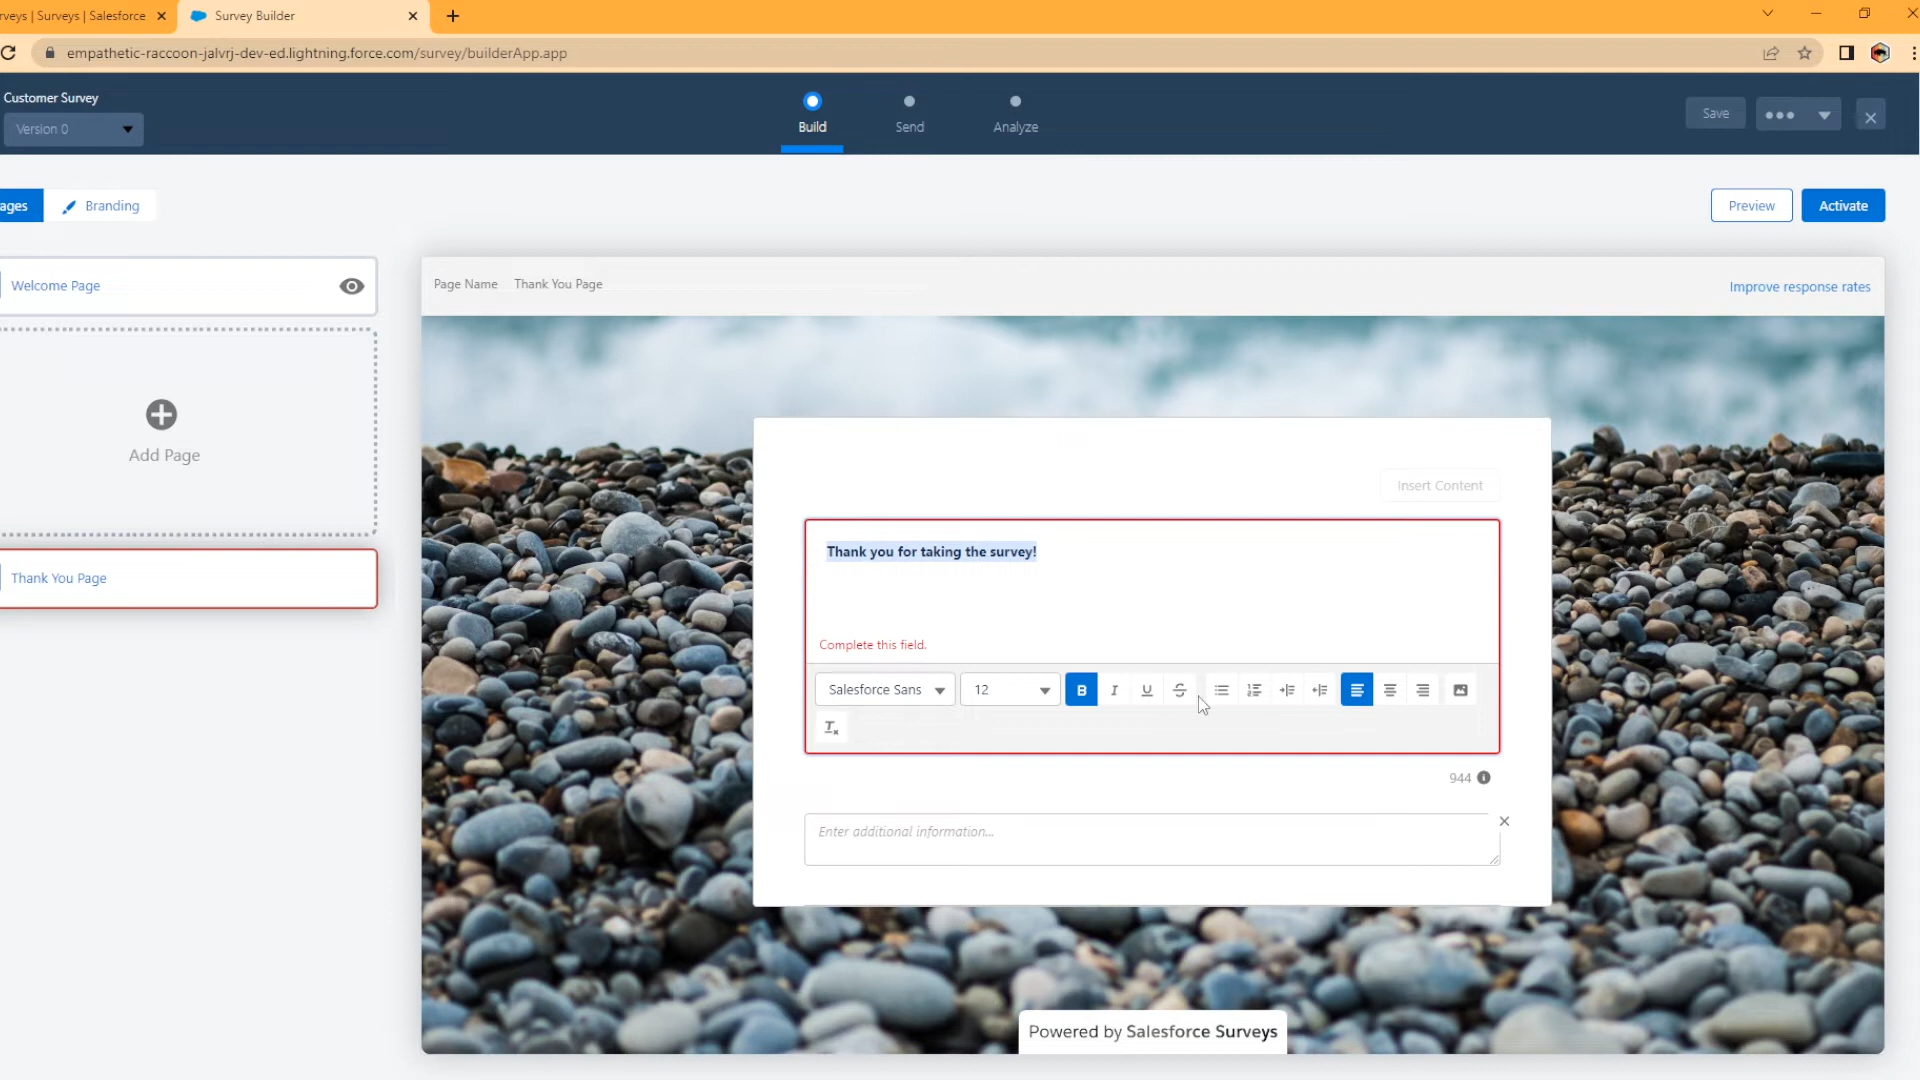 rveys | Surveys | Salesforce
Survey Builder
empathetic-raccoon-jalvrj-dev-ed.lightning.force.com/survey/builderApp.app
Customer Survey
Version 0
Build
Send
Analyze
Save
ages
Branding
Preview
Activate
Welcome Page
Page Name
Thank You Page
Improve response rates
Add Page
Insert Content
Thank you for taking the survey!
Thank You Page
Complete this field.
Salesforce Sans
12
B
I
U
S
Tx
944
Enter additional information...
Powered by Salesforce Surveys